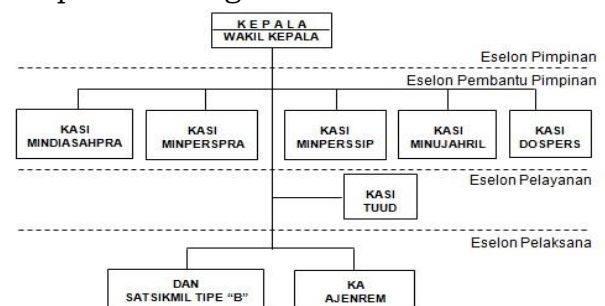 KEPALA
WAKIL KEPALA
Eselon Pimpinan
Eselon Pembantu Pimpinan
KASI
MINDIASAHPRA
KASI
MINPERSPRA
KASI
MINPERSSIP
KASI
MINUJAHRIL
KASI
DOSPERS
Eselon Pelayanan
KASI
TUUD
Eselon Pelaksana
DAN
SATSIKMIL TIPE “B”
KA
AJENREM